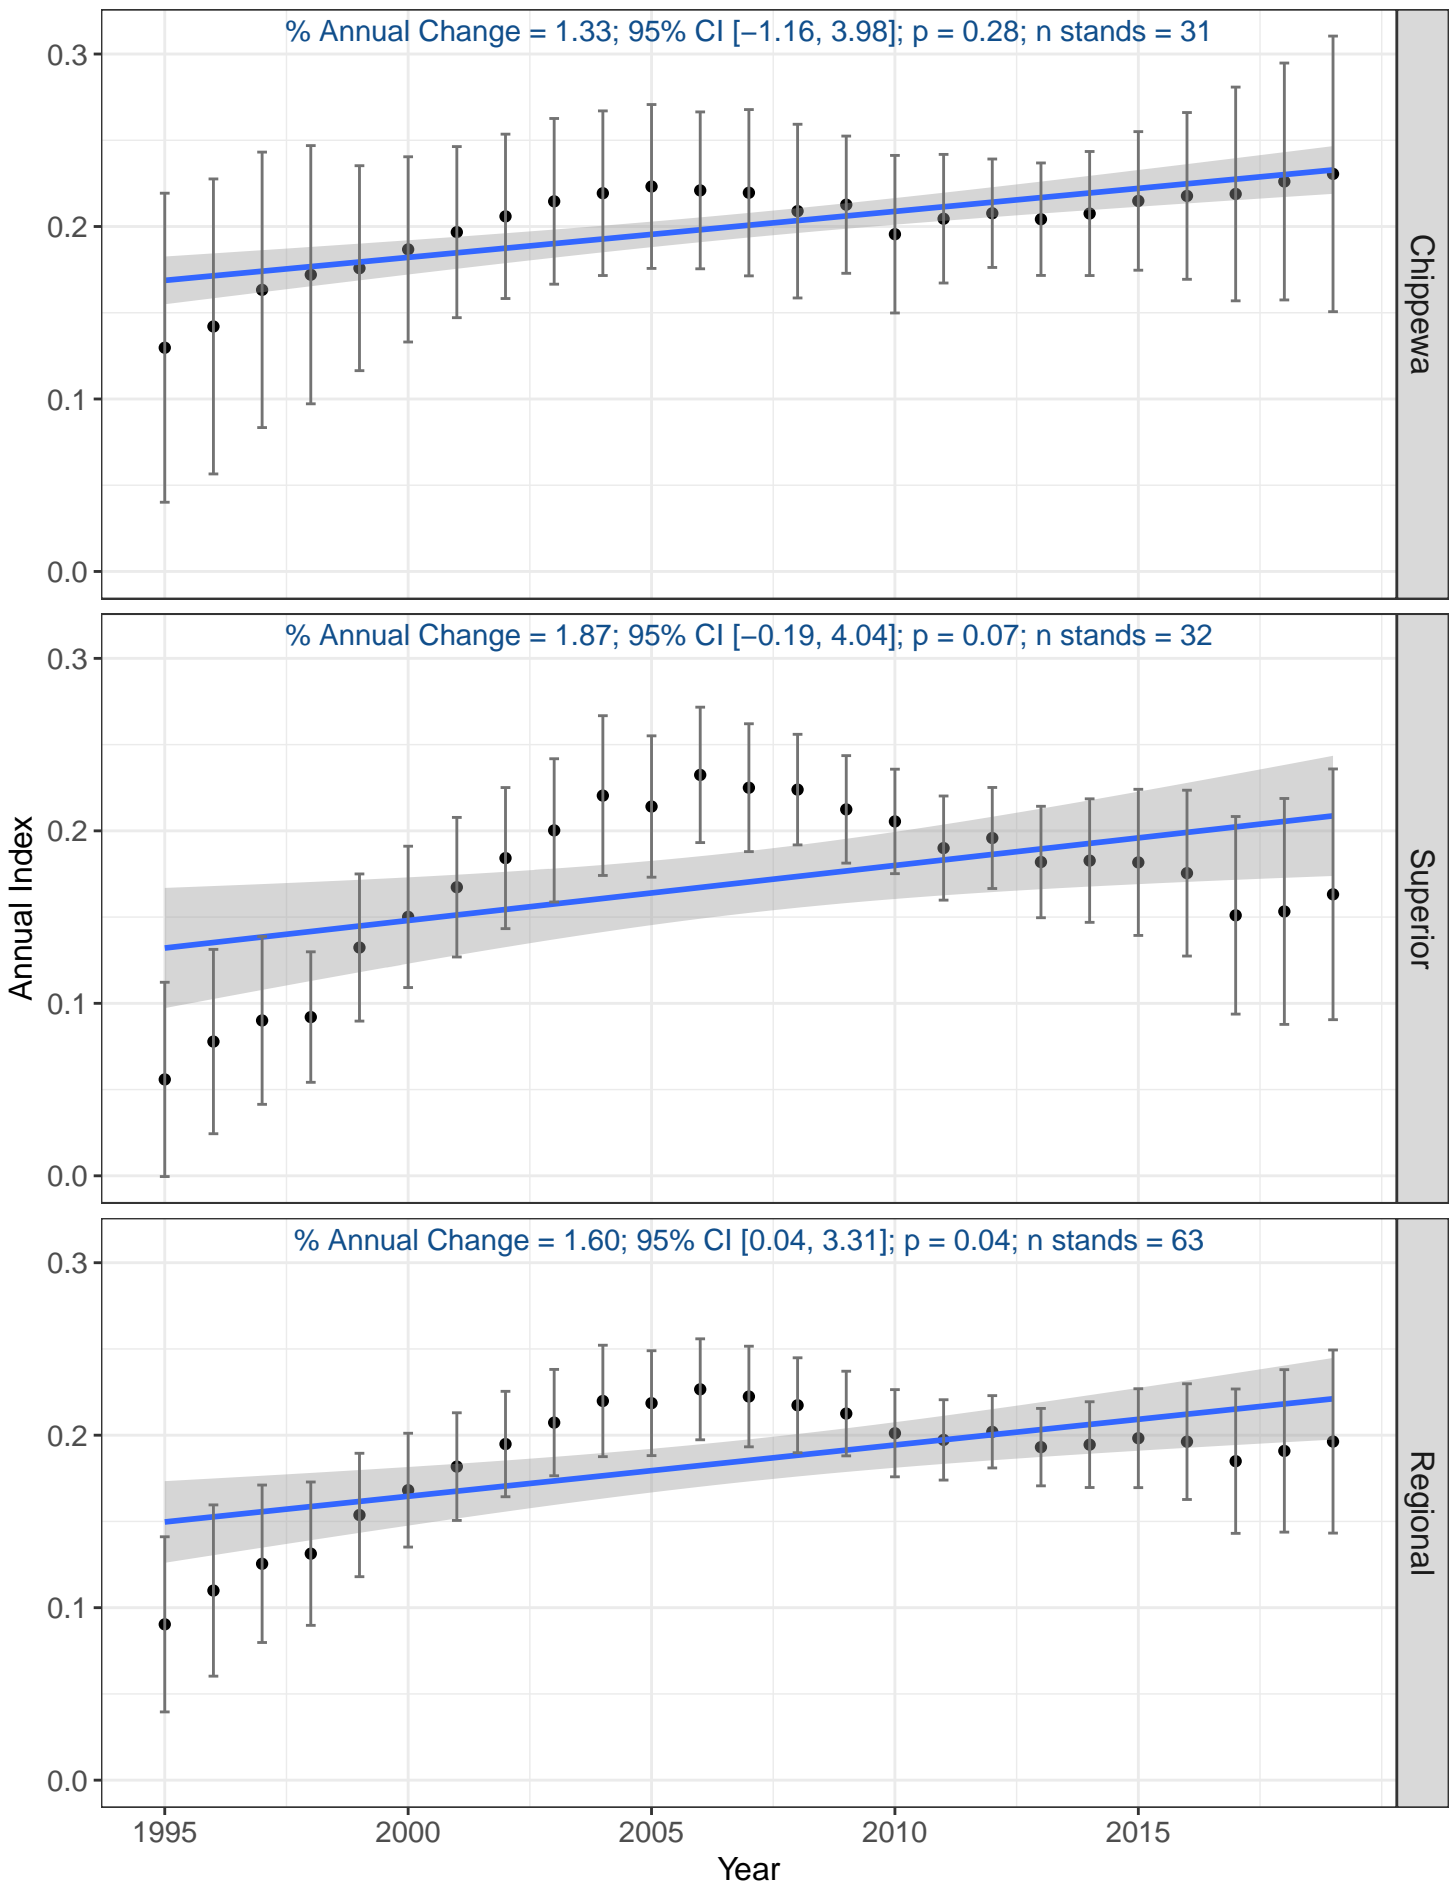 % Annual Change = 1.33; 95% CI [−1.16, 3.98]; p = 0.28; n stands = 31
0.3
0.2
0.1
0.0
Chippewa
% Annual Change = 1.87; 95% CI [−0.19, 4.04]; p = 0.07; n stands = 32
0.3
0.2
0.1
0.0
Superior
Annual Index
% Annual Change = 1.60; 95% CI [0.04, 3.31]; p = 0.04; n stands = 63
0.3
0.2
0.1
0.0
Regional
1995 2000 2005 2010 2015
Year